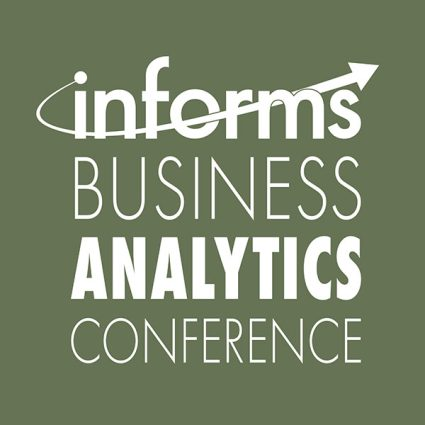 informs
BUSINESS
ANALYTICS
CONFERENCE